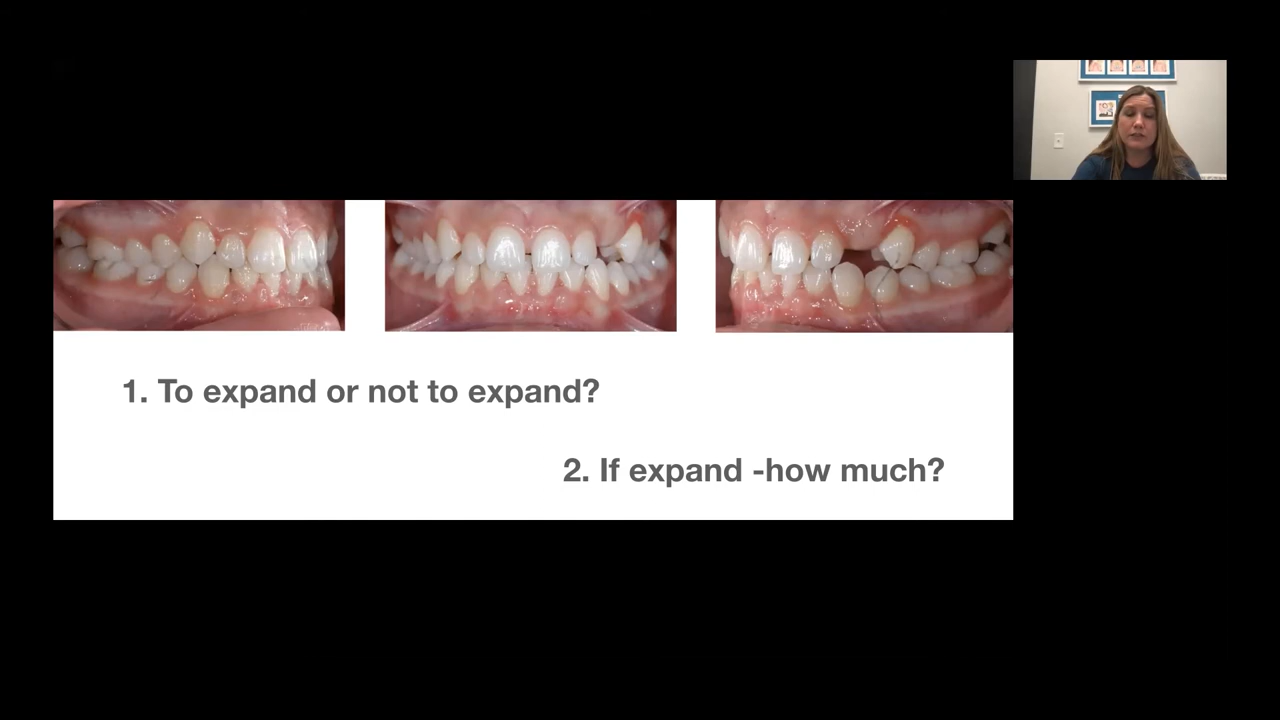 1. To expand or not to expand?
2. If expand -how much?